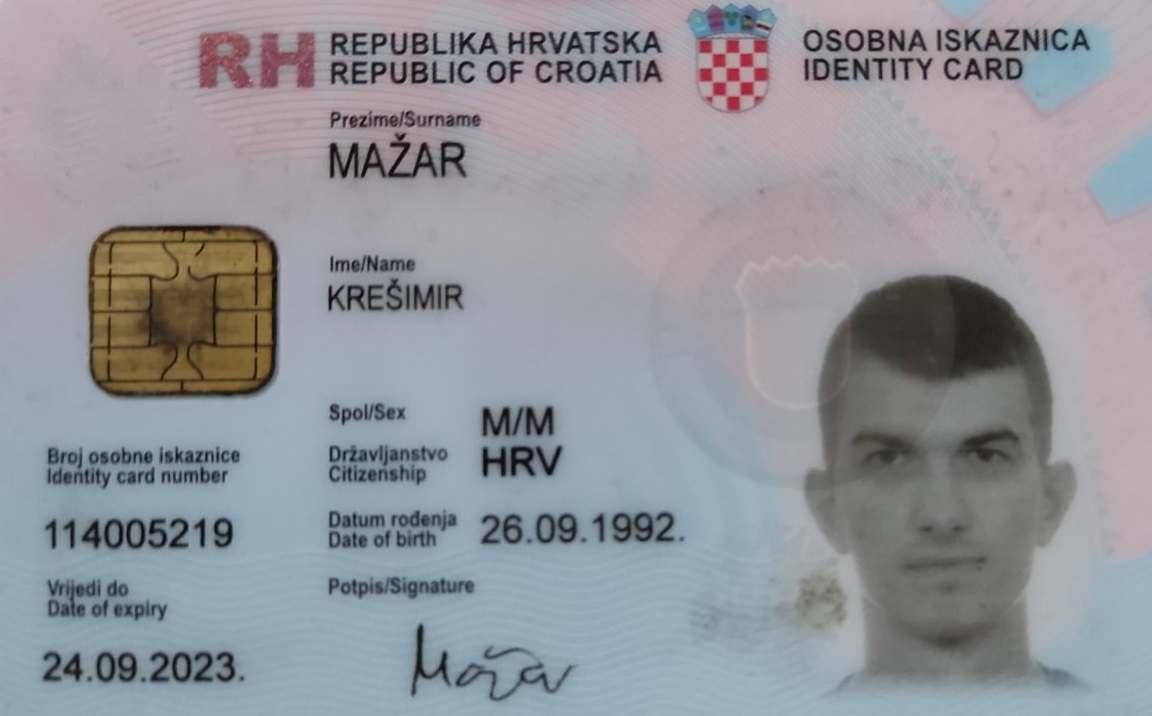 RH REPUBLIKA HRVATSKA
REPUBLIC OF CROATIA
OSOBNA ISKAZNICA
IDENTITY CARD
Prezime/Surname
MAŽAR
Ime/Name
KREŠIMIR
Spol/Sex
M/M
Državljanstvo
Citizenship
HRV
Broj osobne iskaznice
Identity card number
114005219
Datum rođenja
Date of birth
26.09.1992.
Vrijedi do
Date of expiry
24.09.2023.
Potpis/Signature
Mažar